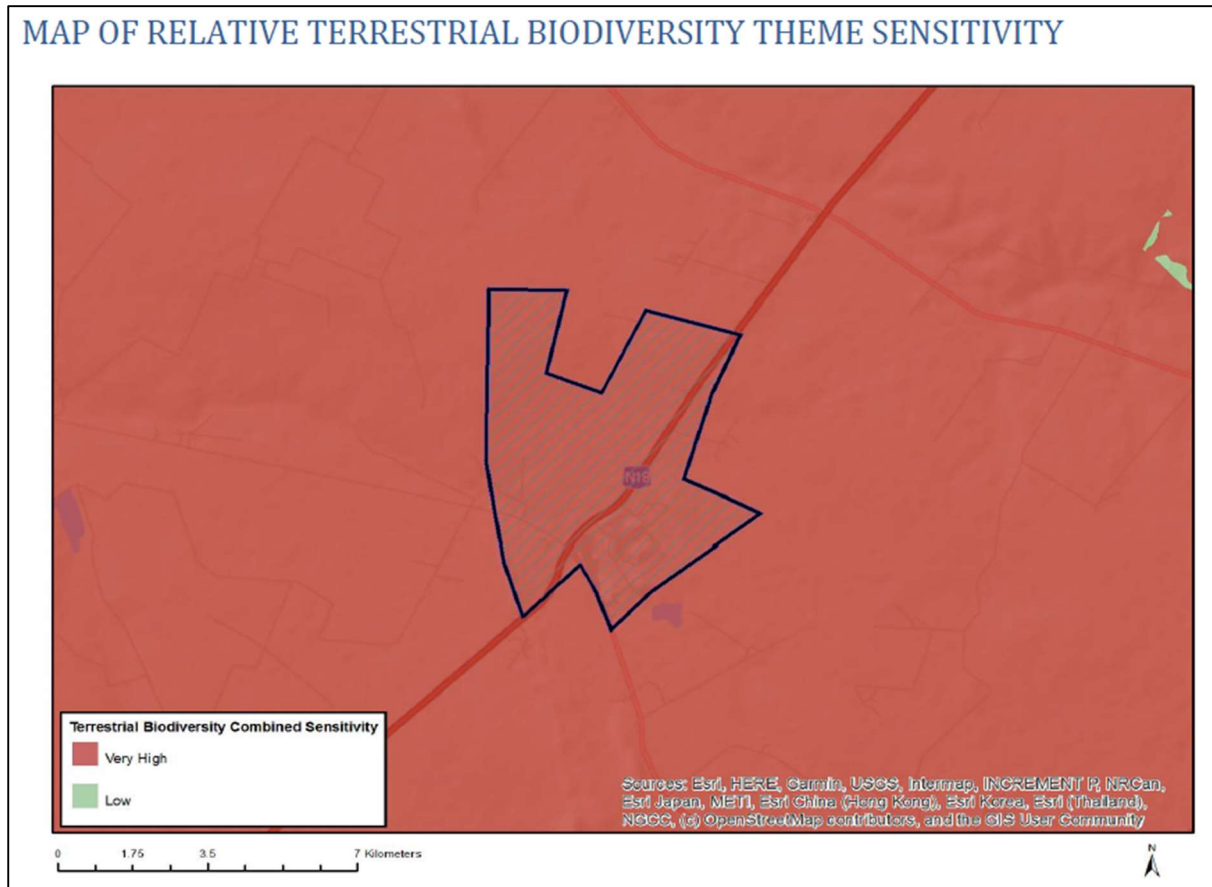 MAP OF RELATIVE TERRESTRIAL BIODIVERSITY THEME SENSITIVITY
N18
Terrestrial Biodiversity Combined Sensitivity
Very High
Low
Sources: Esri, HERE, Garmin, USGS, Intermap, INCREMENT P, NRCan,
Esri Japan, METI, Esri China (Hong Kong), Esri Korea, Esri (Thailand),
NGCC, (c) OpenStreetMap contributors, and the GIS User Community
0 1.75 3.5 7 Kilometers
N